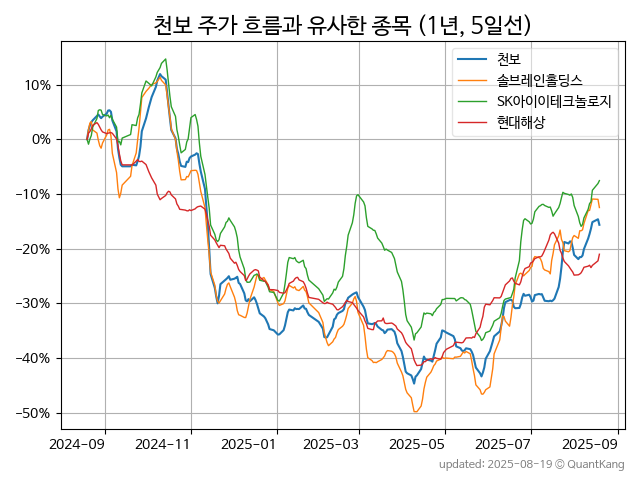 천보 주가 흐름과 유사한 종목 (1년, 5일선)
천보
솔브레인홀딩스
SK아이이테크놀로지
현대해상
10%
0%
−10%
−20%
−30%
−40%
−50%
2024-09 2024-11 2025-01 2025-03 2025-05 2025-07 2025-09
updated: 2025-08-19 © QuantKang